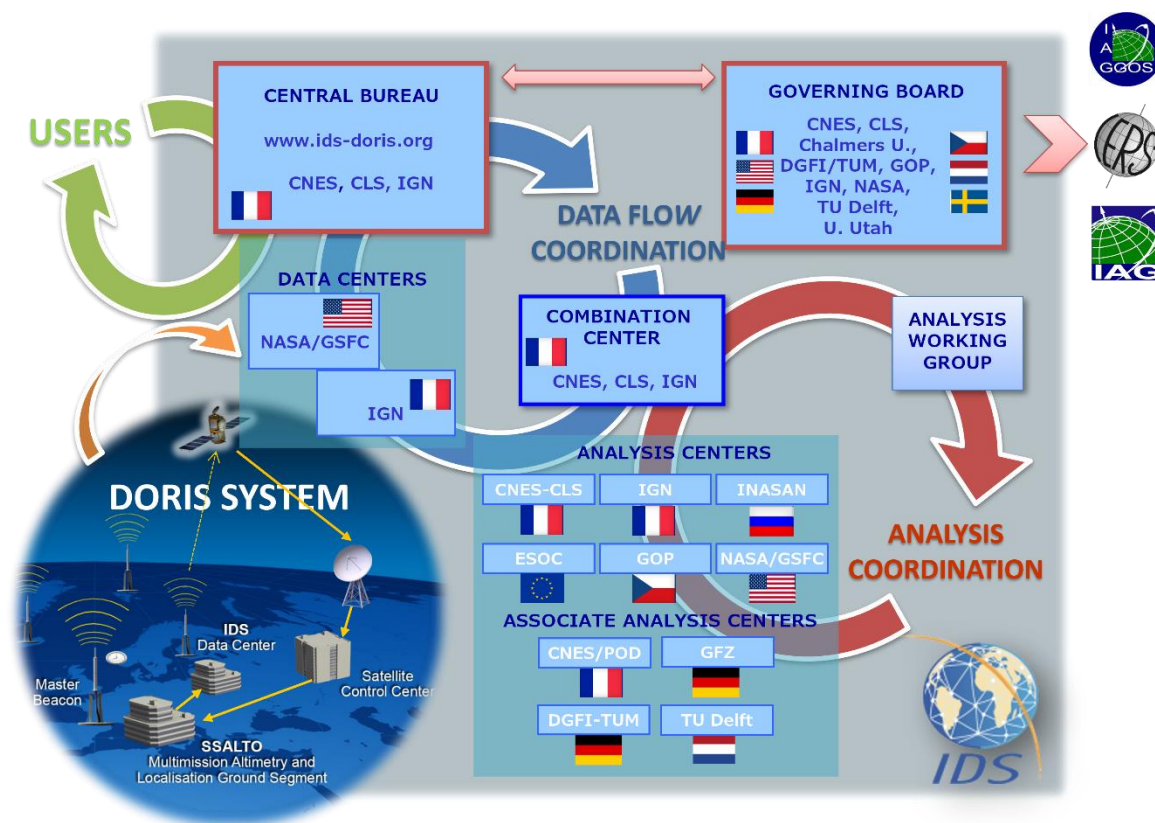 CENTRAL BUREAU
www.ids-doris.org
CNES, CLS, IGN
GOVERNING BOARD
CNES, CLS,
Chalmers U.,
DGFI/TUM, GOP,
IGN, NASA,
TU Delft,
U. Utah
I
A
G
GGOS
IERS
IAG
USERS
DATA FLOW
COORDINATION
DATA CENTERS
NASA/GSFC
IGN
COMBINATION
CENTER
CNES, CLS, IGN
ANALYSIS
WORKING
GROUP
ANALYSIS CENTERS
CNES-CLS
IGN
INASAN
ESOC
GOP
NASA/GSFC
ASSOCIATE ANALYSIS CENTERS
CNES/POD
GFZ
DGFI-TUM
TU Delft
ANALYSIS
COORDINATION
DORIS SYSTEM
IDS
Data Center
Master
Beacon
Satellite
Control Center
SSALTO
Multimission Altimetry and
Localisation Ground Segment
IDS